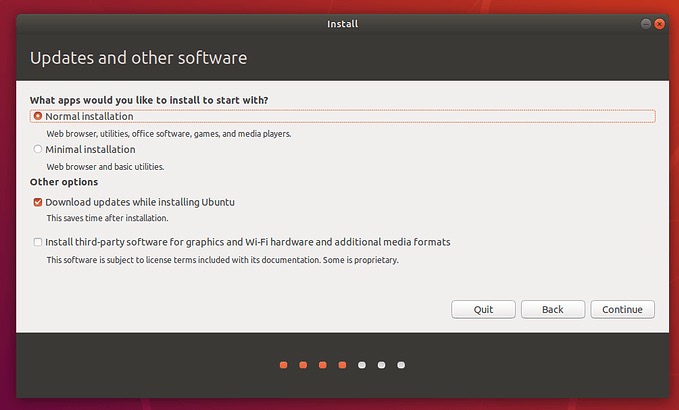 Install
Updates and other software
What apps would you like to install to start with?
Normal installation
Web browser, utilities, office software, games, and media players.
Minimal installation
Web browser and basic utilities.
Other options
Download updates while installing Ubuntu
This saves time after installation.
Install third-party software for graphics and Wi-Fi hardware and additional media formats
This software is subject to license terms included with its documentation. Some is proprietary.
Quit Back Continue